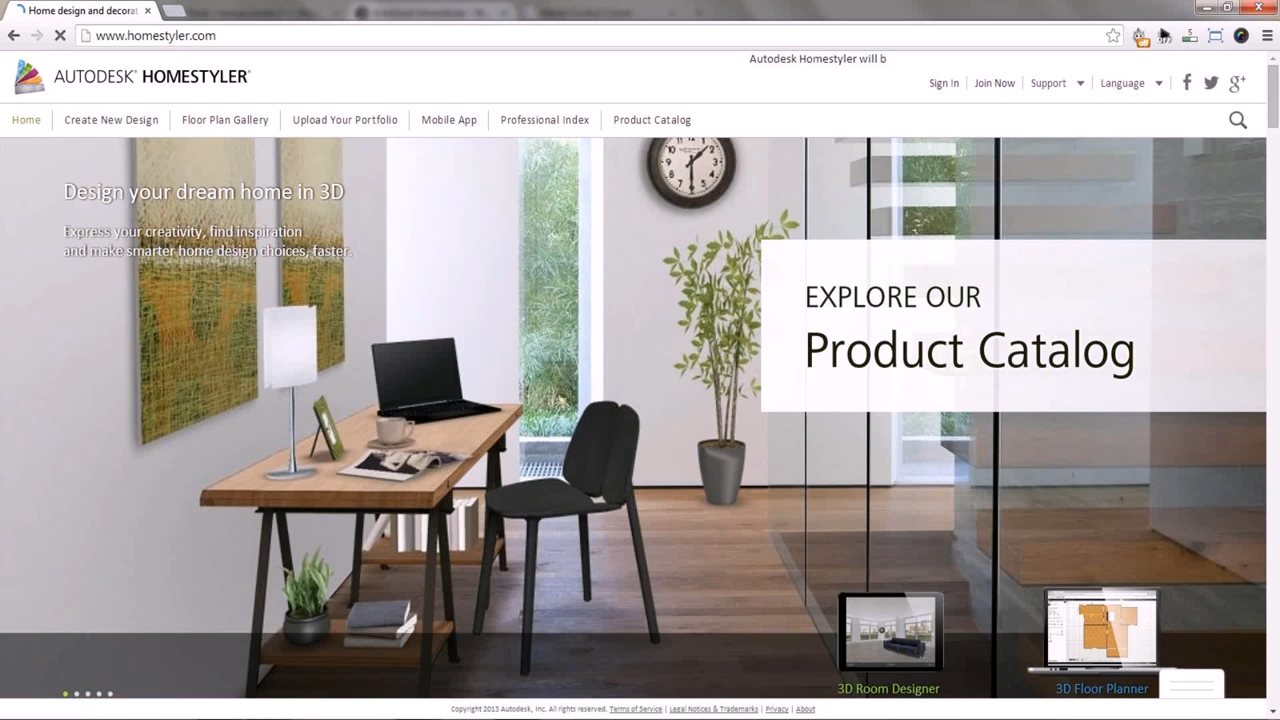 Home design and decorat
www.homestyler.com
Autodesk Homestyler will b
AUTODESK® HOMESTYLER®
Sign In
Join Now
Support
Language
Home
Create New Design
Floor Plan Gallery
Upload Your Portfolio
Mobile App
Professional Index
Product Catalog
Design your dream home in 3D
Express your creativity, find inspiration
and make smarter home design choices, faster.
EXPLORE OUR
Product Catalog
3D Room Designer
3D Floor Planner
Copyright 2013 Autodesk, Inc. All rights reserved. Terms of Service | Legal Notices & Trademarks | Privacy | About